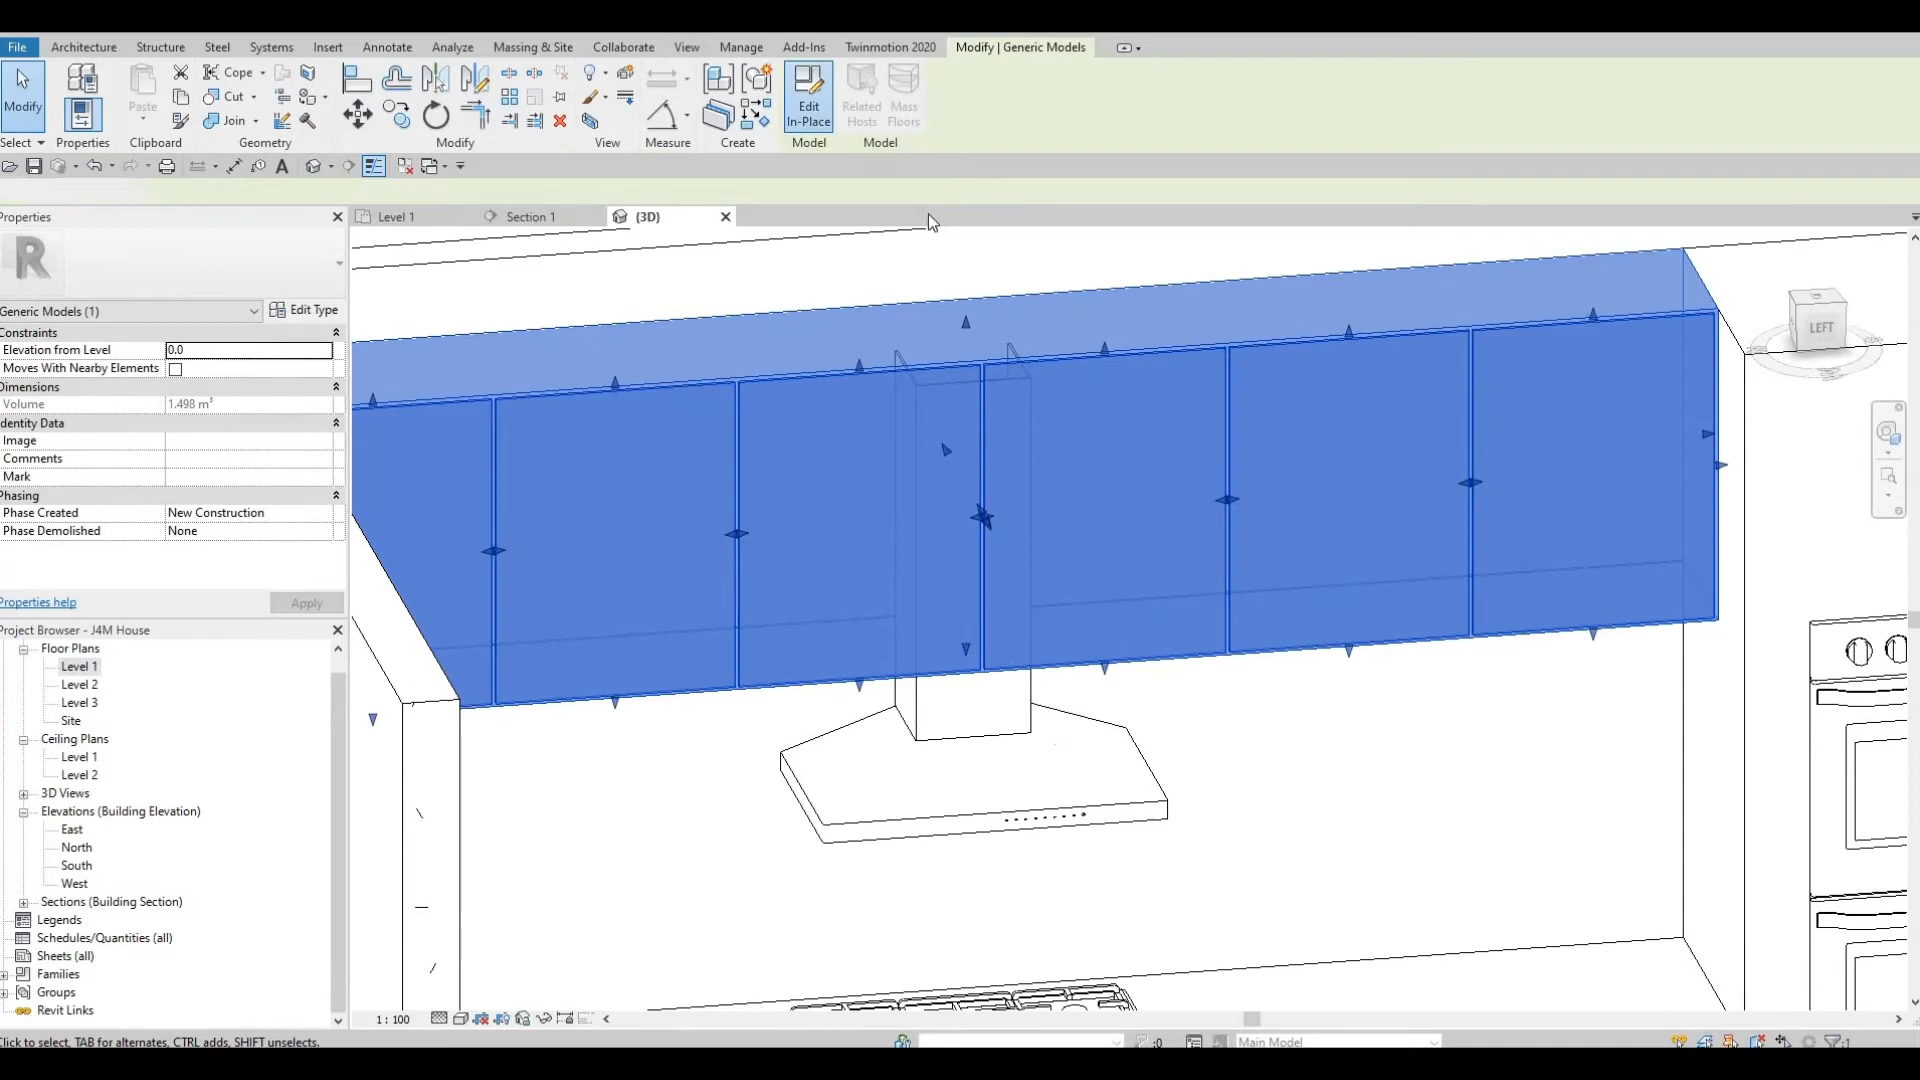 File Architecture Structure Steel Systems Insert Annotate Analyze Massing & Site Collaborate View Manage Add-Ins Twinmotion 2020 Modify | Generic Models
Modify Paste Cope Cut Join Edit In-Place Related Hosts Mass Floors
Select Properties Clipboard Geometry Modify View Measure Create Model Model
Properties
Level 1
Section 1
{3D}
R
Generic Models (1)
Edit Type
Constraints
Elevation from Level 0.0
Moves With Nearby Elements
Dimensions
Volume 1.498 m³
Identity Data
Image
Comments
Mark
Phasing
Phase Created New Construction
Phase Demolished None
Properties help
Apply
LEFT
Project Browser - J4M House
Floor Plans
Level 1
Level 2
Level 3
Site
Ceiling Plans
Level 1
Level 2
3D Views
Elevations (Building Elevation)
East
North
South
West
Sections (Building Section)
Legends
Schedules/Quantities (all)
Sheets (all)
Families
Groups
Revit Links
1 : 100
Click to select, TAB for alternates, CTRL adds, SHIFT unselects.
:0
Main Model
:1